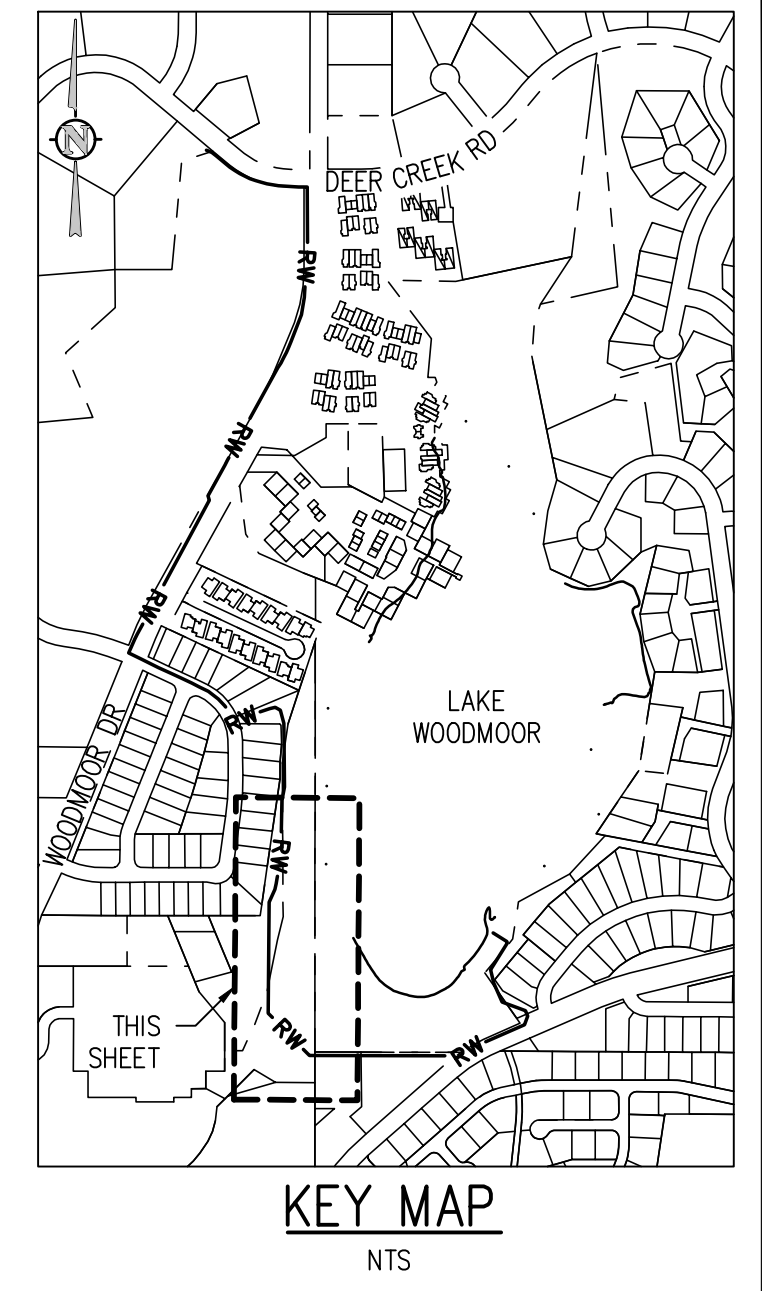 N
DEER CREEK RD
RW
RW
RW
LAKE
WOODMOOR
RW
WOODMOOR DR
RW
THIS
SHEET
RW
RW
KEY MAP
NTS